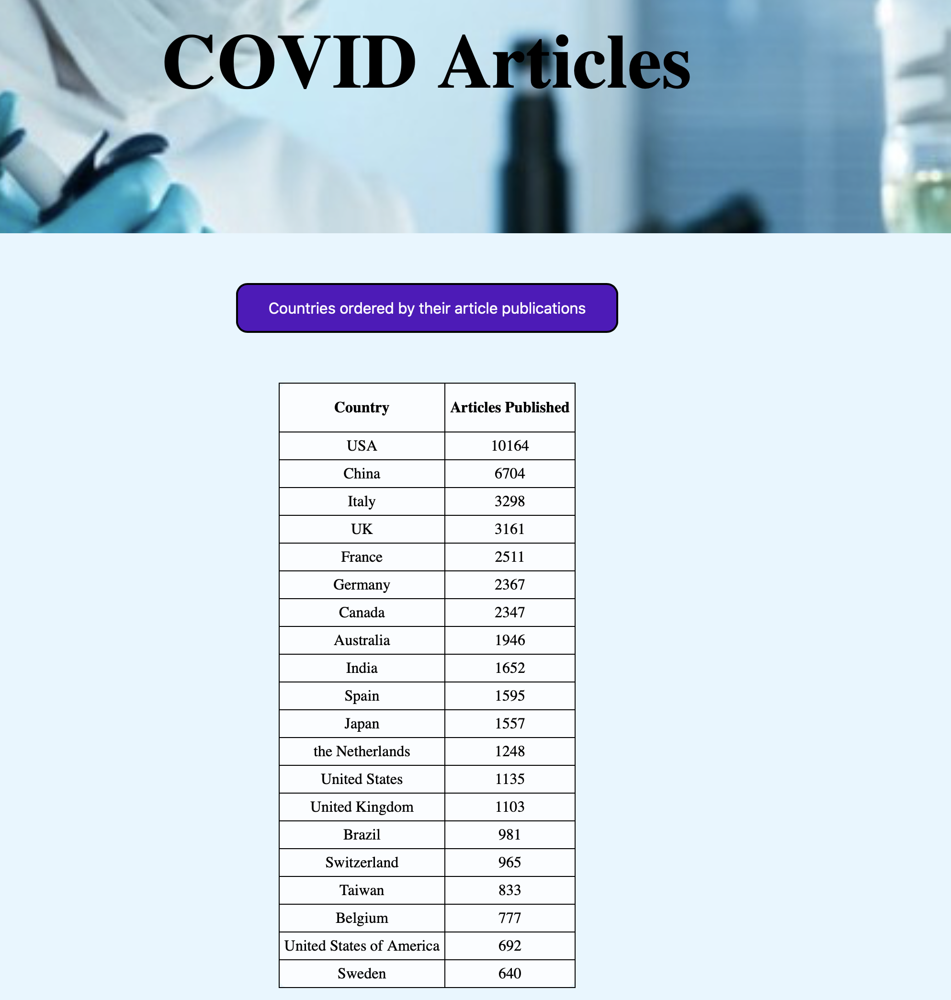 COVID Articles
Countries ordered by their article publications
Country Articles Published
USA 10164
China 6704
Italy 3298
UK 3161
France 2511
Germany 2367
Canada 2347
Australia 1946
India 1652
Spain 1595
Japan 1557
the Netherlands 1248
United States 1135
United Kingdom 1103
Brazil 981
Switzerland 965
Taiwan 833
Belgium 777
United States of America 692
Sweden 640